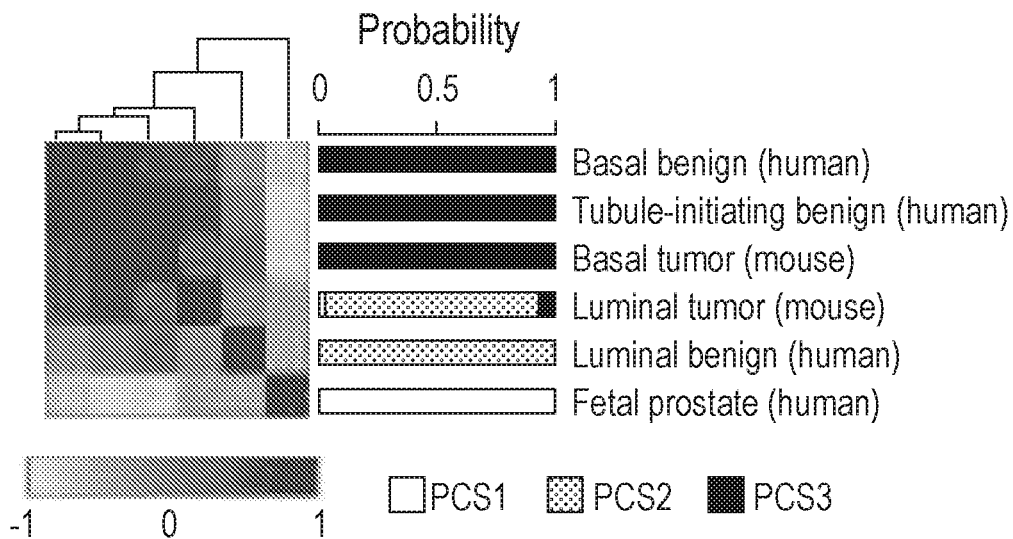 Probability
0 0.5 1
Basal benign (human)
Tubule-initiating benign (human)
Basal tumor (mouse)
Luminal tumor (mouse)
Luminal benign (human)
Fetal prostate (human)
-1 0 1
PCS1 PCS2 PCS3